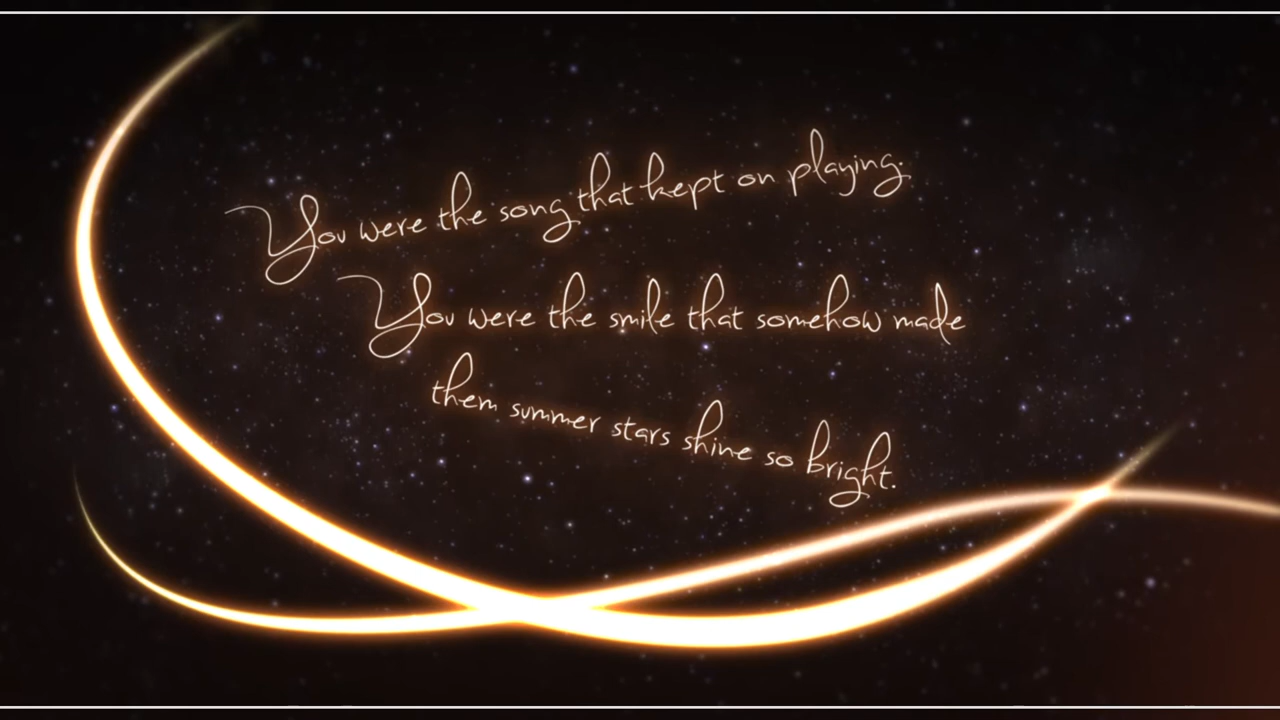 You were the song that kept on playing.
You were the smile that somehow made
them summer stars shine so bright.